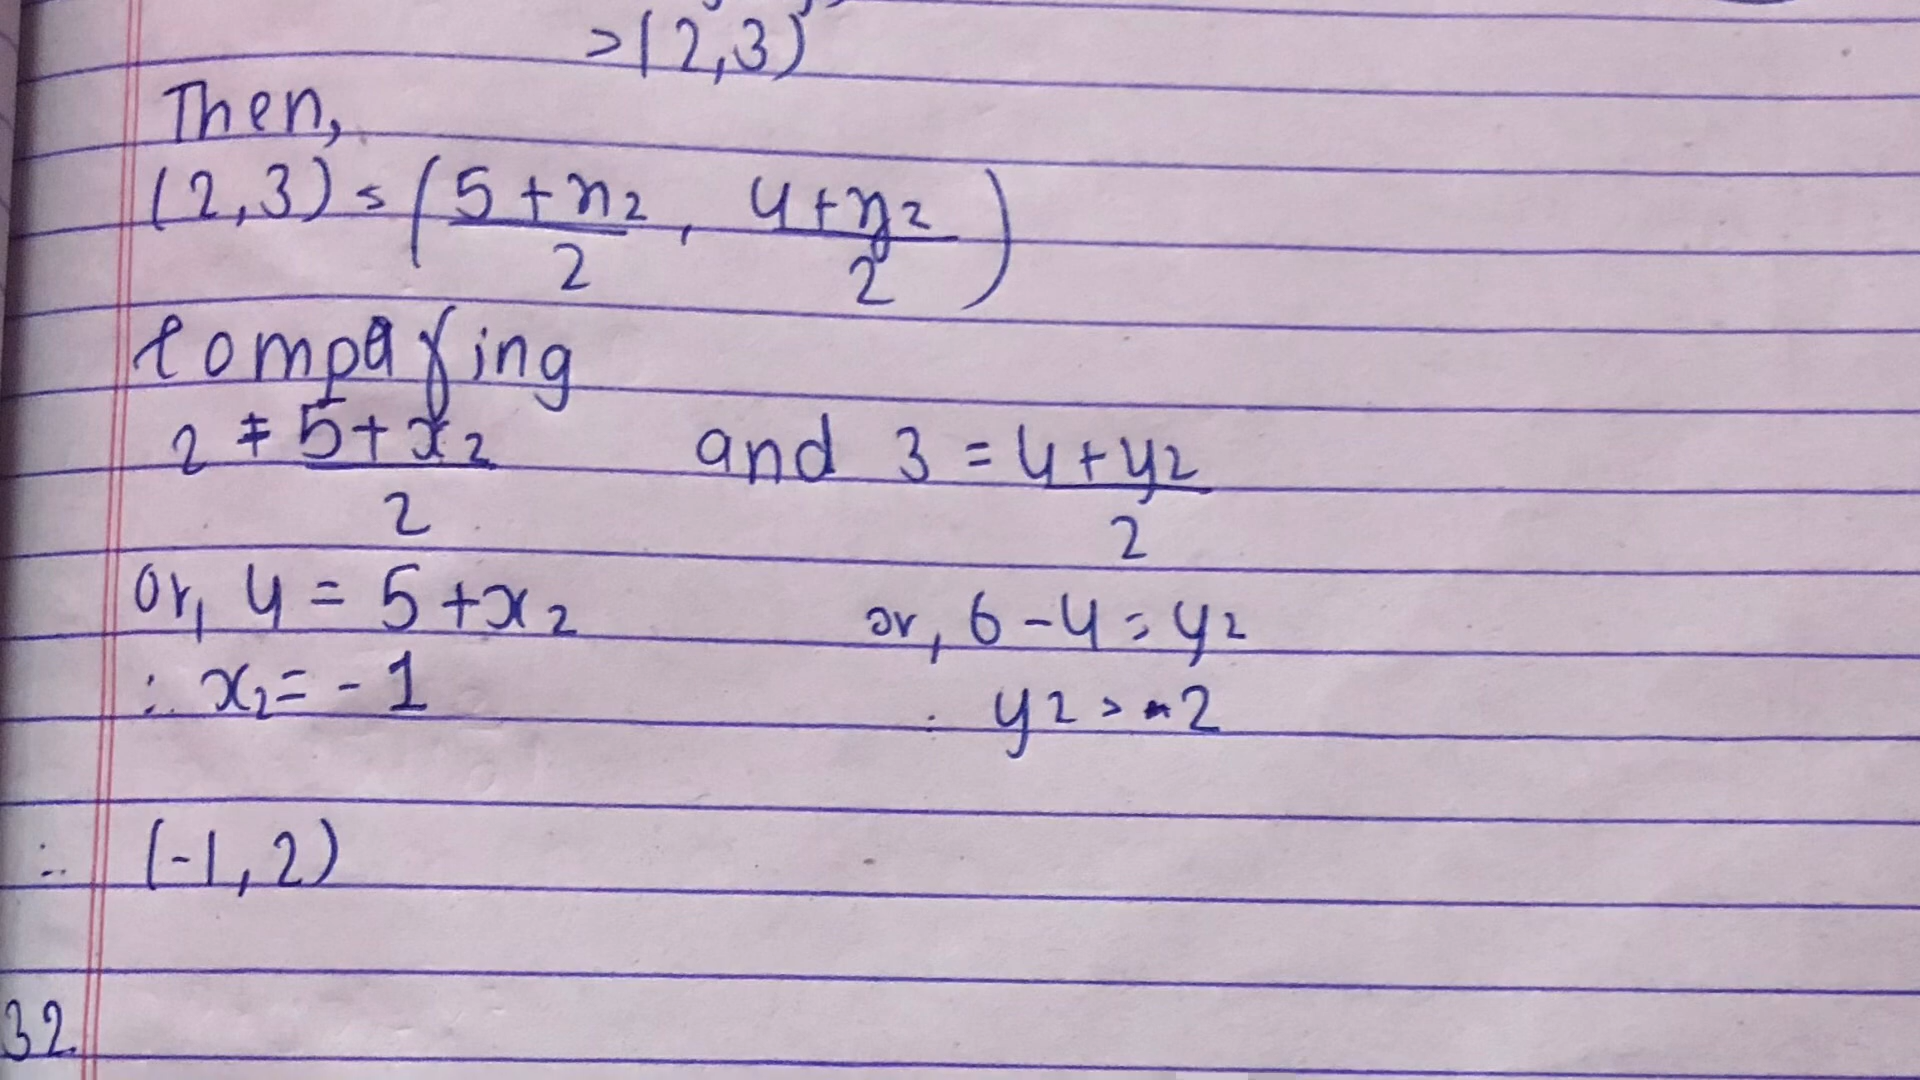 >(2,3)
Then,
(2,3) = (5+x2/2, 4+y2/2)
Comparing
2 = 5+x2/2 and 3 = 4+y2/2
or, 4 = 5+x2 or, 6-4 = y2
∴ x2 = -1 ∴ y2 = 2
∴ (-1,2)
32